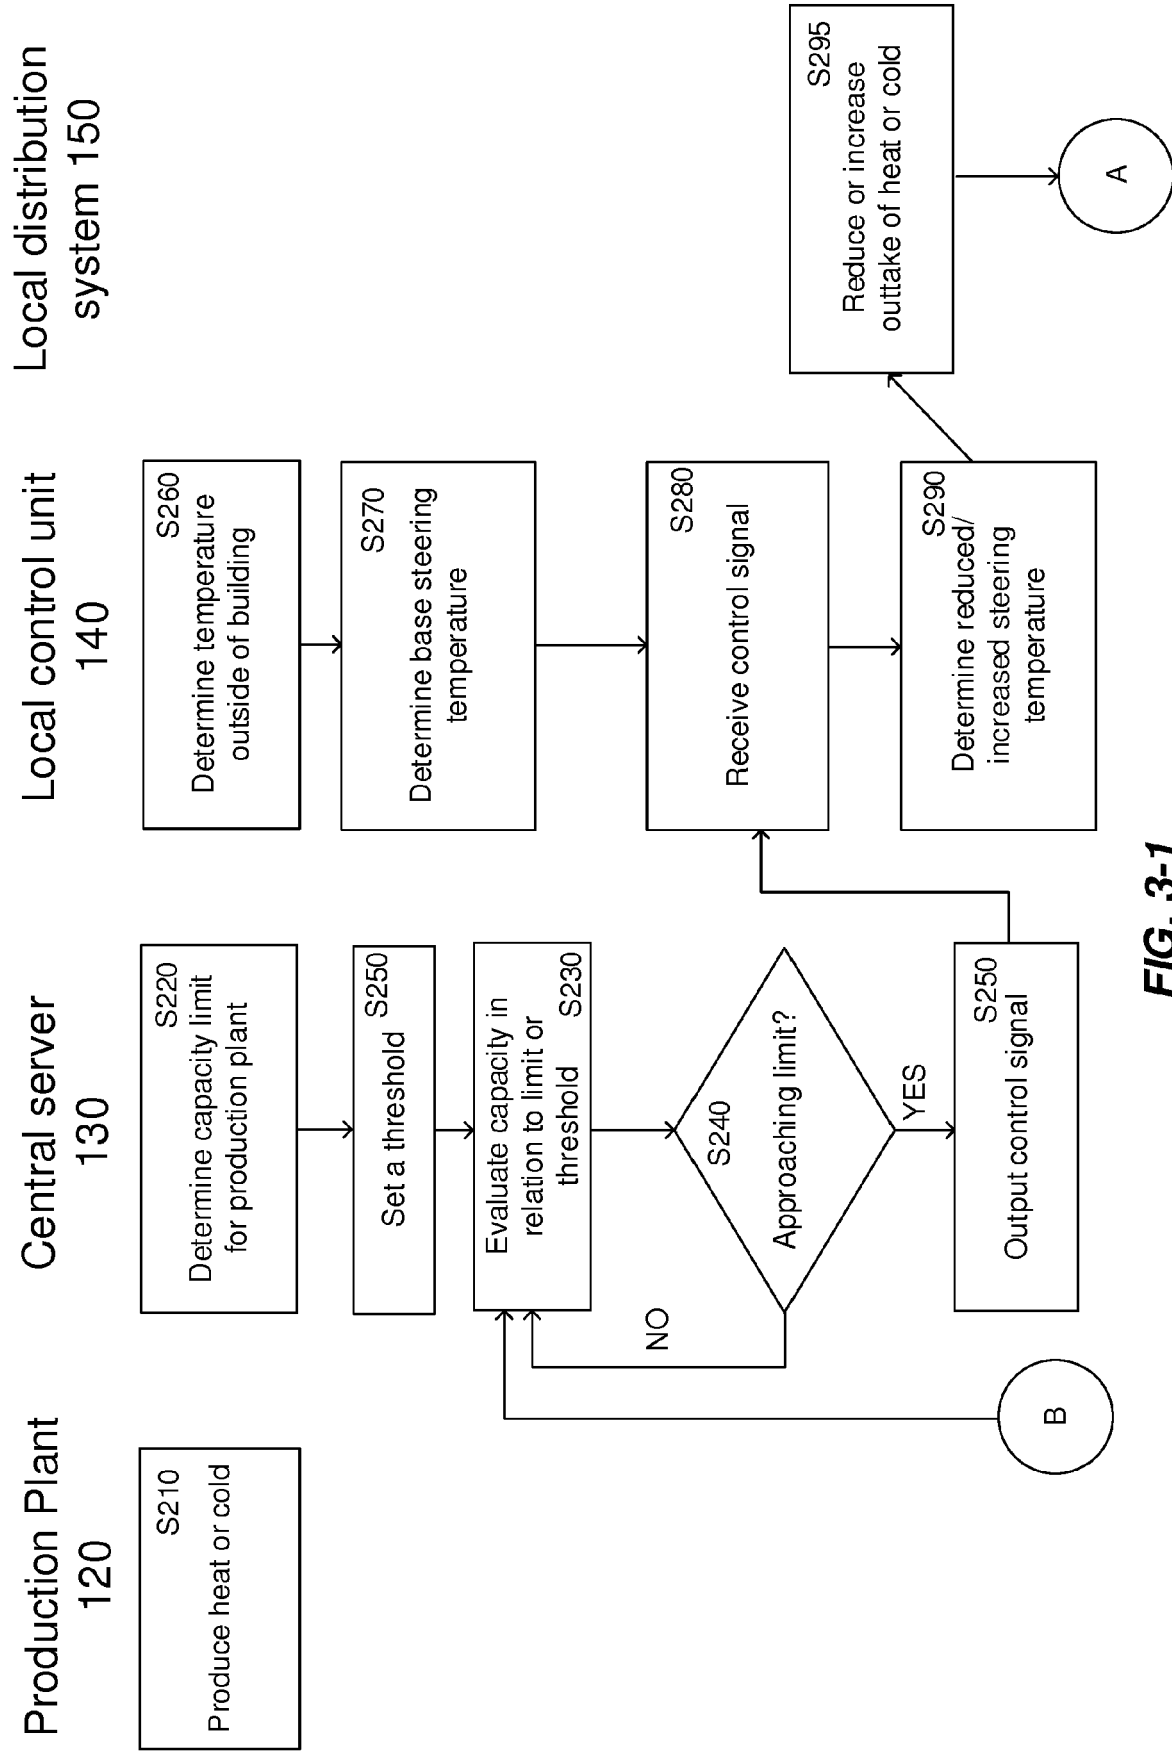 Production Plant
120
Central server
130
Local control unit
140
Local distribution
system 150
S210
Produce heat or cold
S220
Determine capacity limit
for production plant
S250
Set a threshold
Evaluate capacity in
relation to limit or
threshold S230
S240
Approaching limit?
NO
YES
S250
Output control signal
B
S260
Determine temperature
outside of building
S270
Determine base steering
temperature
S280
Receive control signal
S290
Determine reduced/
increased steering
temperature
S295
Reduce or increase
outtake of heat or cold
A
FIG. 3-1